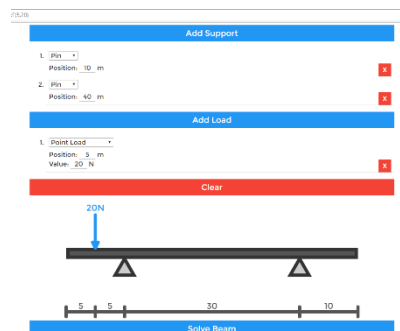 Add Support
1. Pin
Position: 10 m
x
2. Pin
Position: 40 m
x
Add Load
1. Point Load
Position: 5 m
Value: 20 N
x
Clear
20N
5 5 30 10
Solve Beam